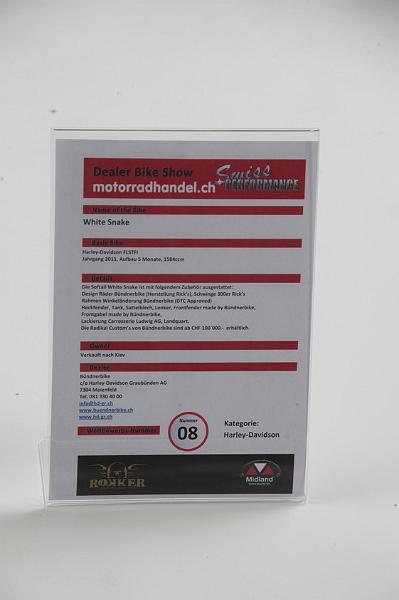 Dealer Bike Show
motorradhandel.ch
Swiss
PERFORMANCE
Name of the Bike
White Snake
Basic Bike
Harley-Davidson FLSTFI
Jahrgang 2011, Aufbau 5 Monate, 1584ccm
Details
Die Softail White Snake ist mit folgendem Zubehör ausgestattet:
Design Räder Bündnerbike (Herstellung Rick's), Schwinge 300er Rick's
Rahmen Winkeländerung Bündnerbike (DTC Approved)
Heckfender, Tank, Sattelblech, Lenker, Frontfender made by Bündnerbike,
Frontgabel made by Bündnerbike,
Lackierung Carrosserie Ludwig AG, Landquart.
Die Radikal Custom's von Bündnerbike sind ab CHF 100`000.- erhältlich.
Owner
Verkauft nach Kiev
Dealer
Bündnerbike
c/o Harley-Davidson Graubünden AG
7304 Maienfeld
Tel. 081 330 40 00
info@hd-gr.ch
www.buendnerbike.ch
www.hd-gr.ch
Wettbewerbs-Nummer
Nummer
08
Kategorie:
Harley-Davidson
ROKKER
Midland